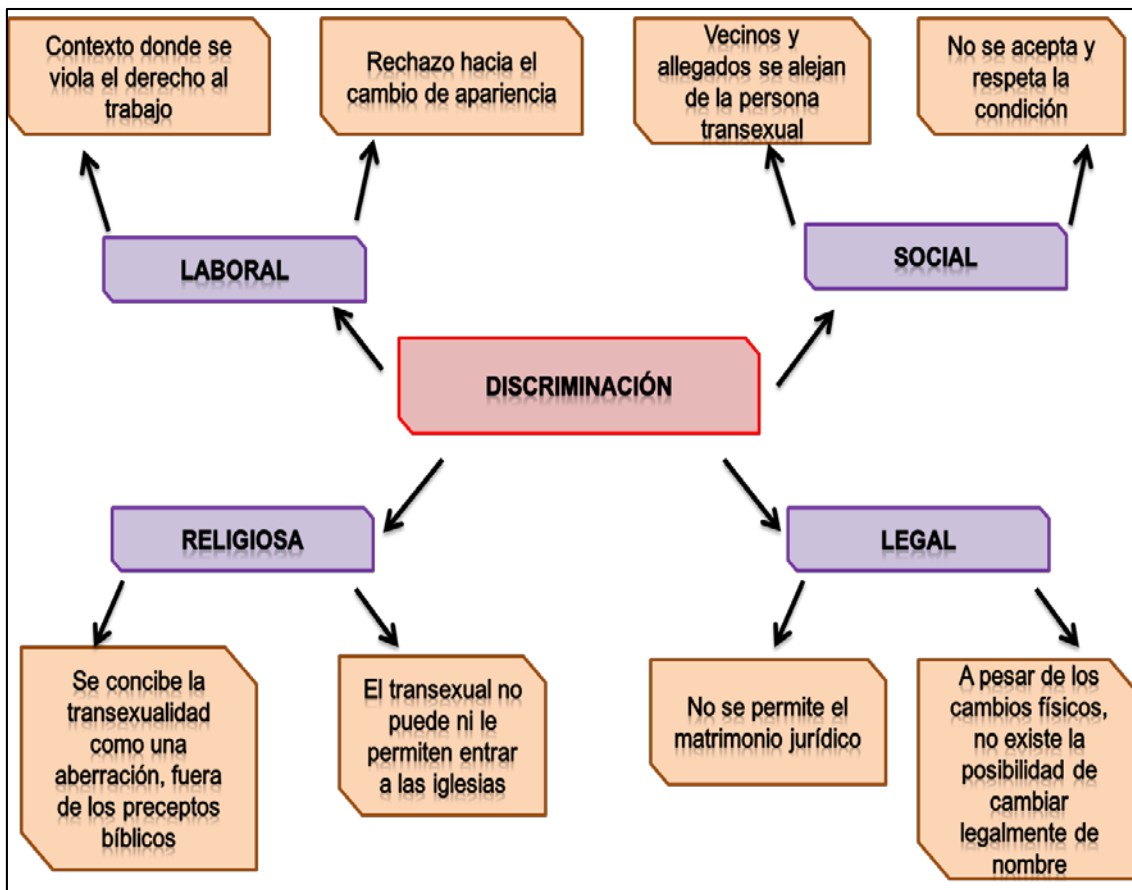 Contexto donde se
viola el derecho al
trabajo
Rechazo hacia el
cambio de apariencia
Vecinos y
allegados se alejan
de la persona
transexual
No se acepta y
respeta la
condición
LABORAL
SOCIAL
DISCRIMINACIÓN
RELIGIOSA
LEGAL
Se concibe la
transexualidad
como una
aberración, fuera
de los preceptos
bíblicos
El transexual no
puede ni le
permiten entrar
a las iglesias
No se permite el
matrimonio jurídico
A pesar de los
cambios físicos,
no existe la
posibilidad de
cambiar
legalmente de
nombre